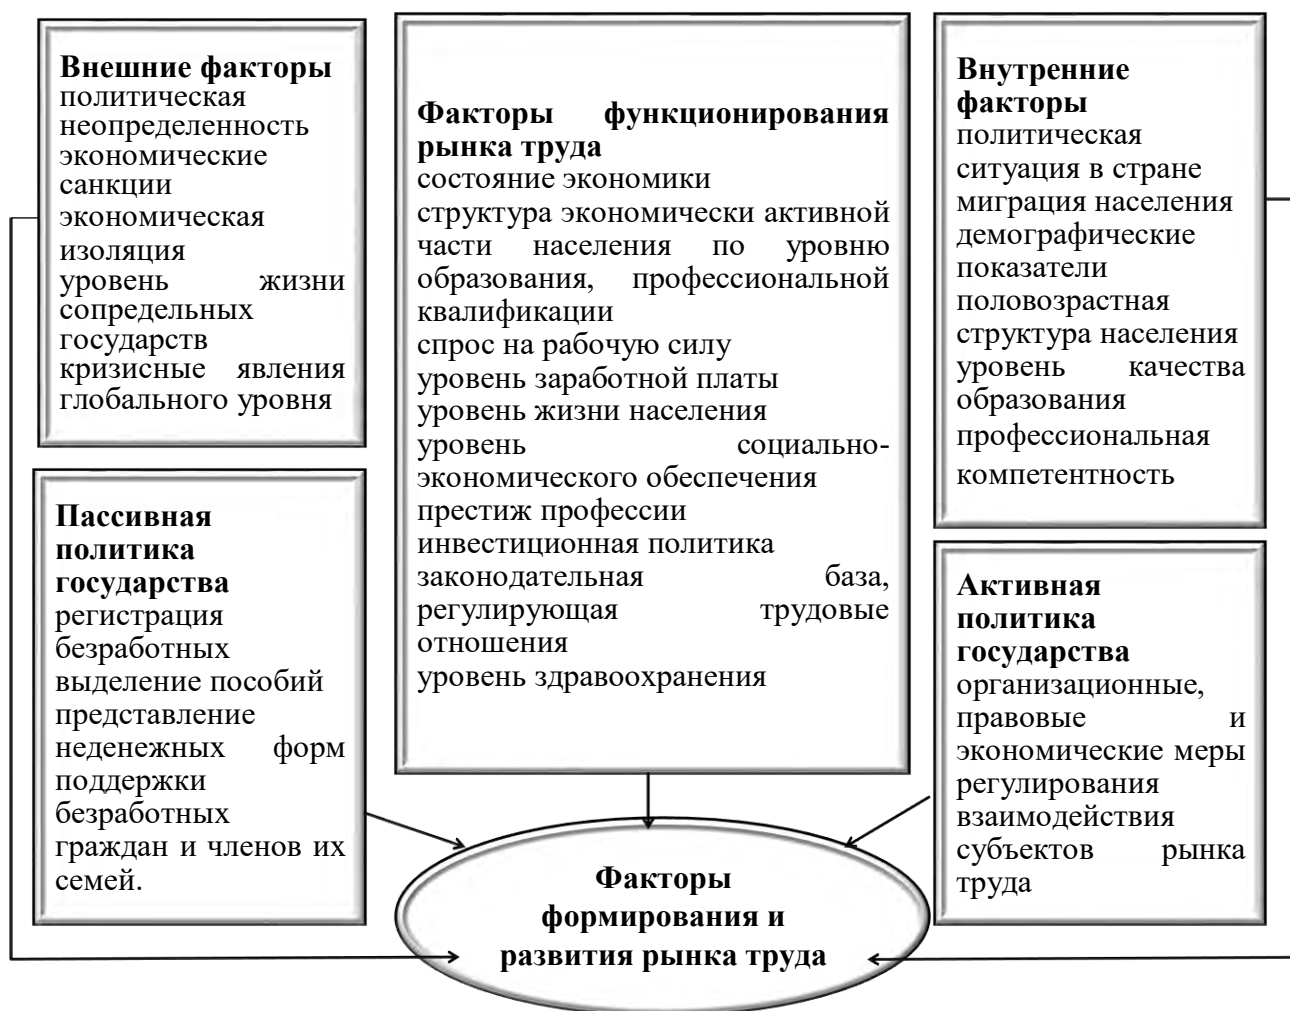 Внешние факторы
политическая
неопределенность
экономические
санкции
экономическая
изоляция
уровень жизни
сопредельных
государств
кризисные явления
глобального уровня
Пассивная
политика
государства
регистрация
безработных
выделение пособий
представление
неденежных форм
поддержки
безработных
граждан и членов их
семей.
Факторы функционирования
рынка труда
состояние экономики
структура экономически активной
части населения по уровню
образования, профессиональной
квалификации
спрос на рабочую силу
уровень заработной платы
уровень жизни населения
уровень социально-
экономического обеспечения
престиж профессии
инвестиционная политика
законодательная база,
регулирующая трудовые
отношения
уровень здравоохранения
Внутренние
факторы
политическая
ситуация в стране
миграция населения
демографические
показатели
половозрастная
структура населения
уровень качества
образования
профессиональная
компетентность
Активная
политика
государства
организационные,
правовые и
экономические меры
регулирования
взаимодействия
субъектов рынка
труда
Факторы
формирования и
развития рынка труда